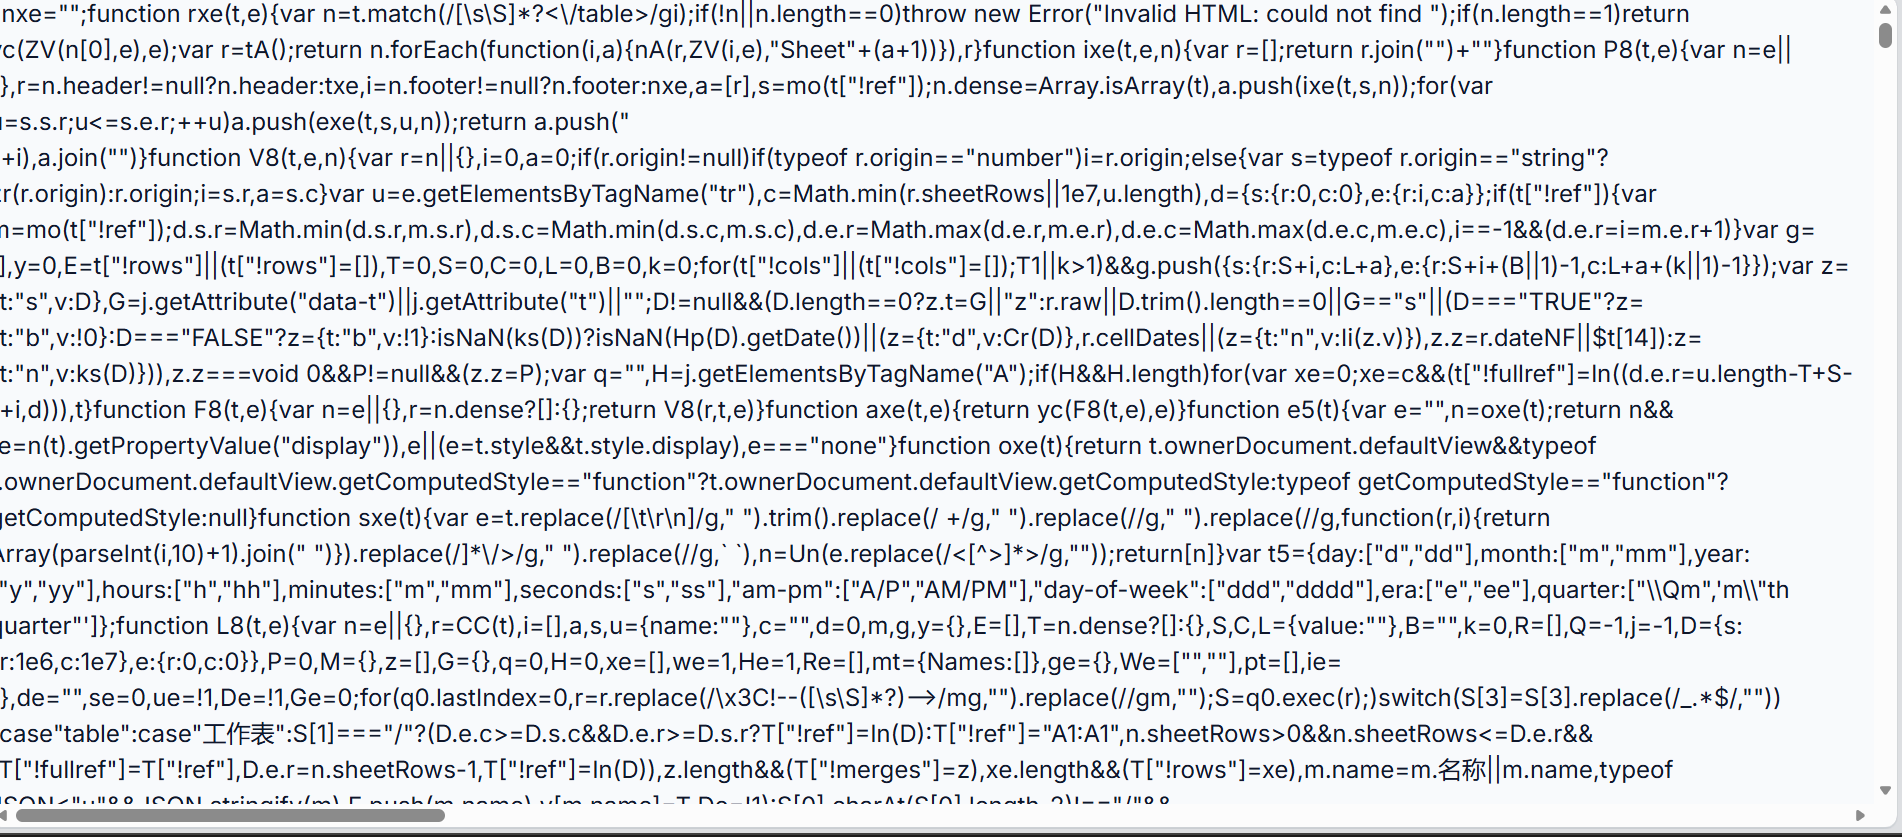 nxe="";function rxe(t,e){var n=t.match(/[\s\S]*?<\/table>/gi);if(!n||n.length==0)throw new Error("Invalid HTML: could not find ");if(n.length==1)return
c(ZV(n[0],e),e);var r=tA();return n.forEach(function(i,a){nA(r,ZV(i,e),"Sheet"+(a+1))}),r}function ixe(t,e,n){var r=[];return r.join("")+""}function P8(t,e){var n=e||
},r=n.header!=null?n.header:txe,i=n.footer!=null?n.footer:nxe,a=[r],s=mo(t["!ref"]);n.dense=Array.isArray(t),a.push(ixe(t,s,n));for(var
=s.s.r;u<=s.e.r;++u)a.push(exe(t,s,u,n));return a.push("
+i),a.join("")}function V8(t,e,n){var r=n||{},i=0,a=0;if(r.origin!=null)if(typeof r.origin=="number")i=r.origin;else{var s=typeof r.origin=="string"?
r(r.origin):r.origin;i=s.r,a=s.c}var u=e.getElementsByTagName("tr"),c=Math.min(r.sheetRows||1e7,u.length),d={s:{r:0,c:0},e:{r:i,c:a}};if(t["!ref"]){var
m=mo(t["!ref"]);d.s.r=Math.min(d.s.r,m.s.r),d.s.c=Math.min(d.s.c,m.s.c),d.e.r=Math.max(d.e.r,m.e.r),d.e.c=Math.max(d.e.c,m.e.c),i==-1&&(d.e.r=i=m.e.r+1)}var g=
],y=0,E=t["!rows"]||(t["!rows"]=[]),T=0,S=0,C=0,L=0,B=0,k=0;for(t["!cols"]||(t["!cols"]=[]);T1||k>1)&&g.push({s:{r:S+i,c:L+a},e:{r:S+i+(B||1)-1,c:L+a+(k||1)-1}});var z=
t:"s",v:D},G=j.getAttribute("data-t")||j.getAttribute("t")||"";D!=null&&(D.length==0?z.t=G||"z":r.raw||D.trim().length==0||G=="s"||(D==="TRUE"?z=
t:"b",v:!0}:D==="FALSE"?z={t:"b",v:!1}:isNaN(ks(D))?isNaN(Hp(D).getDate())||(z={t:"d",v:Cr(D)},r.cellDates||(z={t:"n",v:li(z.v)}),z.z=r.dateNF||$t[14]):z=
t:"n",v:ks(D)})),z.z===void 0&&P!=null&&(z.z=P);var q="",H=j.getElementsByTagName("A");if(H&&H.length)for(var xe=0;xe=c&&(t["!fullref"]=ln((d.e.r=u.length-T+S-
+i,d))),t}function F8(t,e){var n=e||{},r=n.dense?[]:{};return V8(r,t,e)}function axe(t,e){return yc(F8(t,e),e)}function e5(t){var e="",n=oxe(t);return n&&
e=n(t).getPropertyValue("display")),e||(e=t.style&&t.style.display),e==="none"}function oxe(t){return t.ownerDocument.defaultView&&typeof
.ownerDocument.defaultView.getComputedStyle=="function"?t.ownerDocument.defaultView.getComputedStyle:typeof getComputedStyle=="function"?
getComputedStyle:null}function sxe(t){var e=t.replace(/[\t\r\n]/g," ").trim().replace(/ +/g," ").replace(//g," ").replace(//g,function(r,i){return
Array(parseInt(i,10)+1).join(" ")}).replace(/]*\/>/g," ").replace(//g,` `),n=Un(e.replace(/<[^>]*>/g,""));return[n]}var t5={day:["d","dd"],month:["m","mm"],year:
"y","yy"],hours:["h","hh"],minutes:["m","mm"],seconds:["s","ss"],"am-pm":["A/P","AM/PM"],"day-of-week":["ddd","dddd"],era:["e","ee"],quarter:["\\Qm",'m\\"th
quarter"']};function L8(t,e){var n=e||{},r=CC(t),i=[],a,s,u={name:""},c="",d=0,m,g,y={},E=[],T=n.dense?[]:{},S,C,L={value:""},B="",k=0,R=[],Q=-1,j=-1,D={s:
r:1e6,c:1e7},e:{r:0,c:0}},P=0,M={},z=[],G={},q=0,H=0,xe=[],we=1,He=1,Re=[],mt={Names:[]},ge={},We=["",""],pt=[],ie=
},de="",se=0,ue=!1,De=!1,Ge=0;for(q0.lastIndex=0,r=r.replace(/\x3C!--([\s\S]*?)-->/mg,"").replace(//gm,"");S=q0.exec(r);)switch(S[3]=S[3].replace(/_.*$/,""))
case"table":case"工作表":S[1]==="/"?(D.e.c>=D.s.c&&D.e.r>=D.s.r?T["!ref"]=ln(D):T["!ref"]="A1:A1",n.sheetRows>0&&n.sheetRows<=D.e.r&&
T["!fullref"]=T["!ref"],D.e.r=n.sheetRows-1,T["!ref"]=ln(D)),z.length&&(T["!merges"]=z),xe.length&&(T["!rows"]=xe),m.name=m.名称||m.name,typeof
JSON<"u"&&JSON.stringify(m),E.push(m.name),y[m.name]=T,De=!1):S[0].charAt(S[0].length-2)!=="/"&&